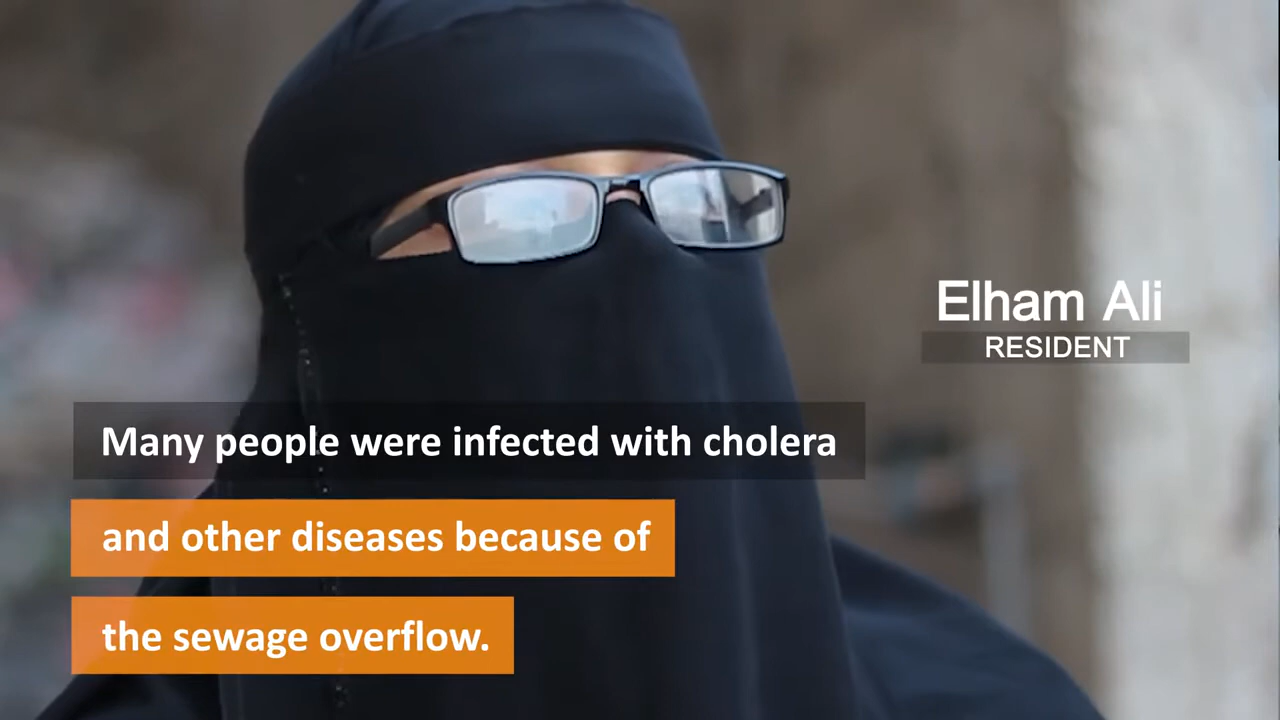 Elham Ali
RESIDENT
Many people were infected with cholera
and other diseases because of
the sewage overflow.